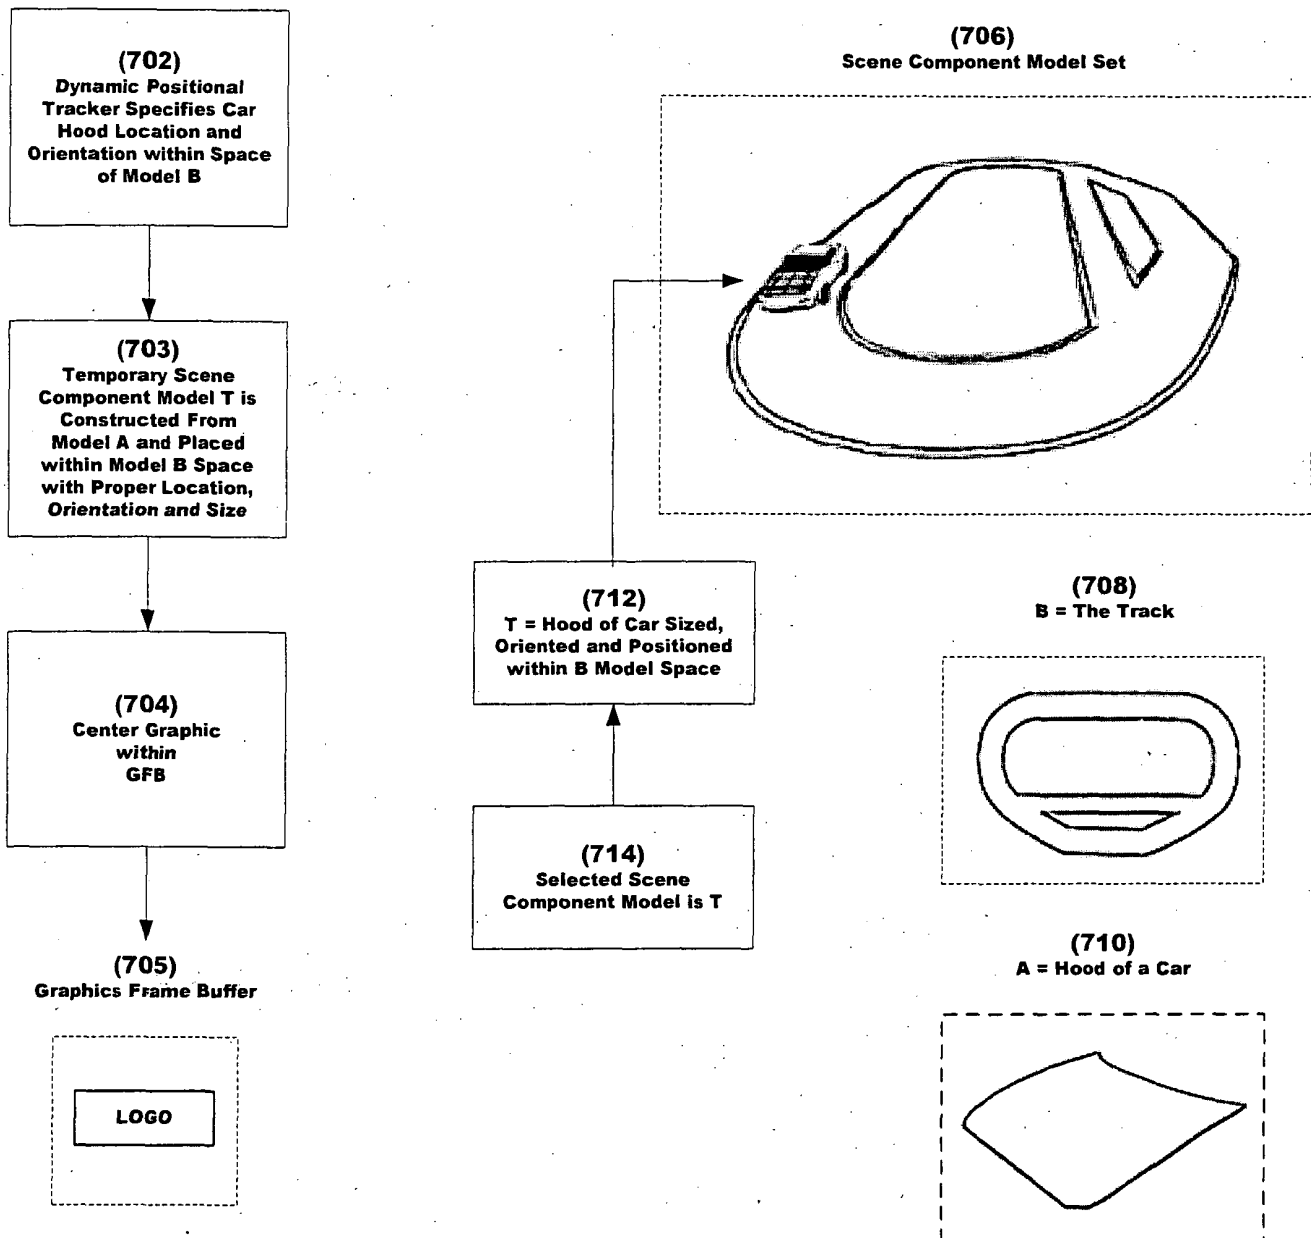 (702)
Dynamic Positional
Tracker Specifies Car
Hood Location and
Orientation within Space
of Model B
(703)
Temporary Scene
Component Model T is
Constructed From
Model A and Placed
within Model B Space
with Proper Location,
Orientation and Size
(704)
Center Graphic
within
GFB
(705)
Graphics Frame Buffer
LOGO
(706)
Scene Component Model Set
(712)
T = Hood of Car Sized,
Oriented and Positioned
within B Model Space
(714)
Selected Scene
Component Model is T
(708)
B = The Track
(710)
A = Hood of a Car